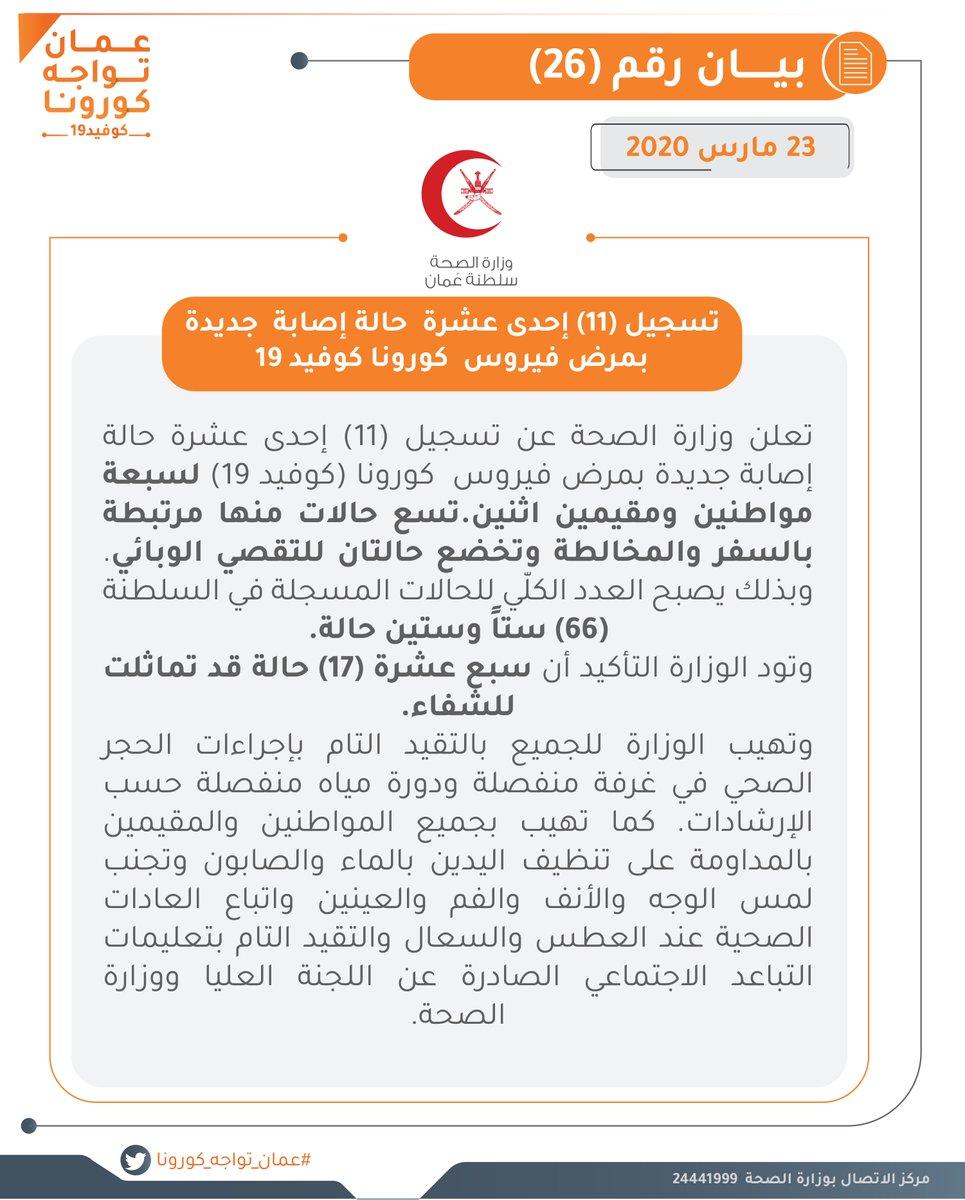 عمان
تواجه
كورونا
كوفيد19
بيان رقم (26)
23 مارس 2020
وزارة الصحة
سلطنة عُمان
تسجيل (11) إحدى عشرة حالة إصابة جديدة
بمرض فيروس كورونا كوفيد 19
تعلن وزارة الصحة عن تسجيل (11) إحدى عشرة حالة
إصابة جديدة بمرض فيروس كورونا (كوفيد 19) لسبعة
مواطنين ومقيمين اثنين.تسع حالات منها مرتبطة
بالسفر والمخالطة وتخضع حالتان للتقصي الوبائي.
وبذلك يصبح العدد الكلّي للحالات المسجلة في السلطنة
(66) ستاً وستين حالة.
وتود الوزارة التأكيد أن سبع عشرة (17) حالة قد تماثلت
للشفاء.
وتهيب الوزارة للجميع بالتقيد التام بإجراءات الحجر
الصحي في غرفة منفصلة ودورة مياه منفصلة حسب
الإرشادات. كما تهيب بجميع المواطنين والمقيمين
بالمداومة على تنظيف اليدين بالماء والصابون وتجنب
لمس الوجه والأنف والفم والعينين واتباع العادات
الصحية عند العطس والسعال والتقيد التام بتعليمات
التباعد الاجتماعي الصادرة عن اللجنة العليا ووزارة
الصحة.
#عمان_تواجه_كورونا
مركز الاتصال بوزارة الصحة 24441999